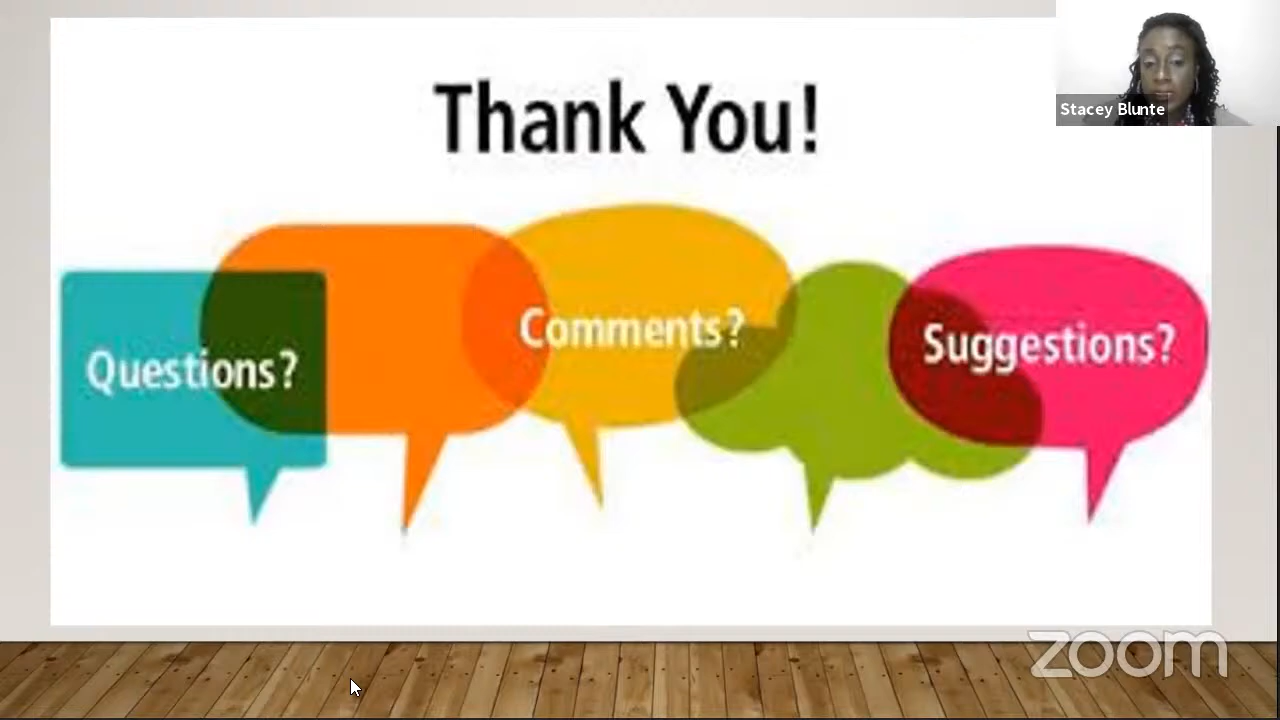 Thank You!
Stacey Blunte
Questions?
Comments?
Suggestions?
zoom